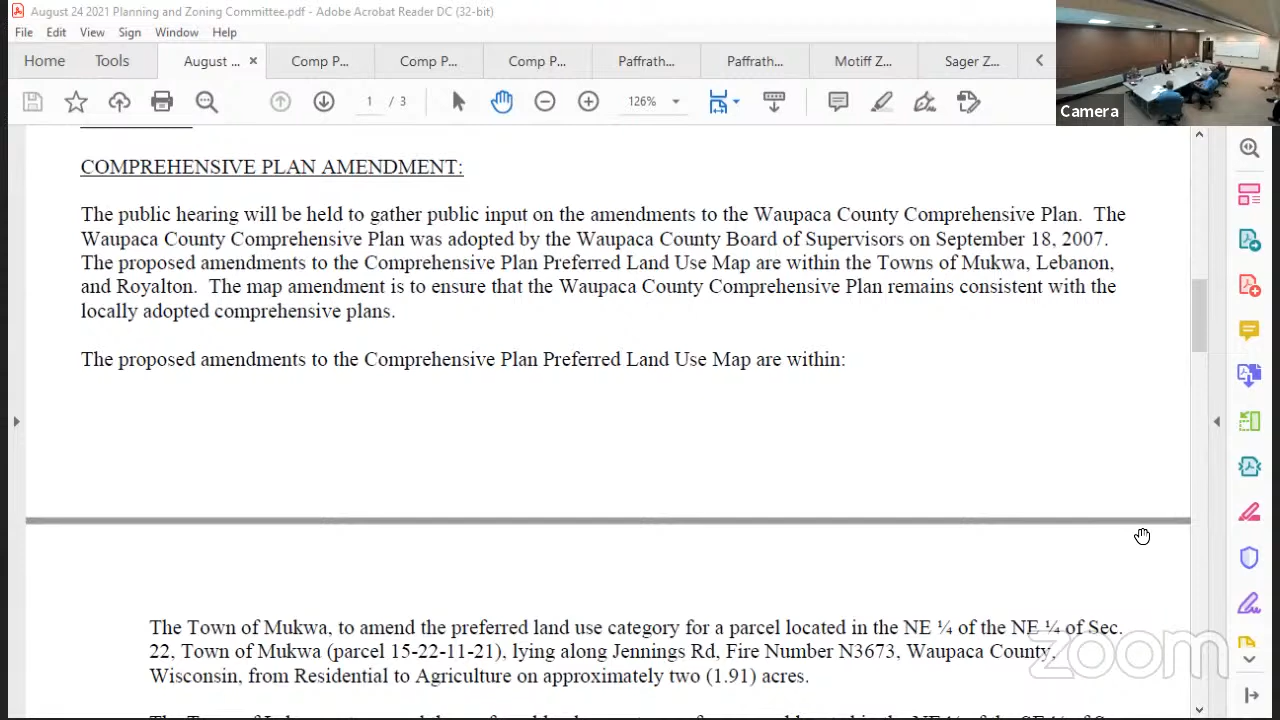 August 24 2021 Planning and Zoning Committee.pdf - Adobe Acrobat Reader DC (32-bit)
File Edit View Sign Window Help
Home Tools August ... × Comp P... Comp P... Comp P... Paffrath... Paffrath... Motiff Z... Sager Z...
1 / 3 126%
Camera
COMPREHENSIVE PLAN AMENDMENT:
The public hearing will be held to gather public input on the amendments to the Waupaca County Comprehensive Plan. The
Waupaca County Comprehensive Plan was adopted by the Waupaca County Board of Supervisors on September 18, 2007.
The proposed amendments to the Comprehensive Plan Preferred Land Use Map are within the Towns of Mukwa, Lebanon,
and Royalton. The map amendment is to ensure that the Waupaca County Comprehensive Plan remains consistent with the
locally adopted comprehensive plans.
The proposed amendments to the Comprehensive Plan Preferred Land Use Map are within:
The Town of Mukwa, to amend the preferred land use category for a parcel located in the NE ¼ of the NE ¼ of Sec.
22, Town of Mukwa (parcel 15-22-11-21), lying along Jennings Rd, Fire Number N3673, Waupaca County,
Wisconsin, from Residential to Agriculture on approximately two (1.91) acres.
zoom